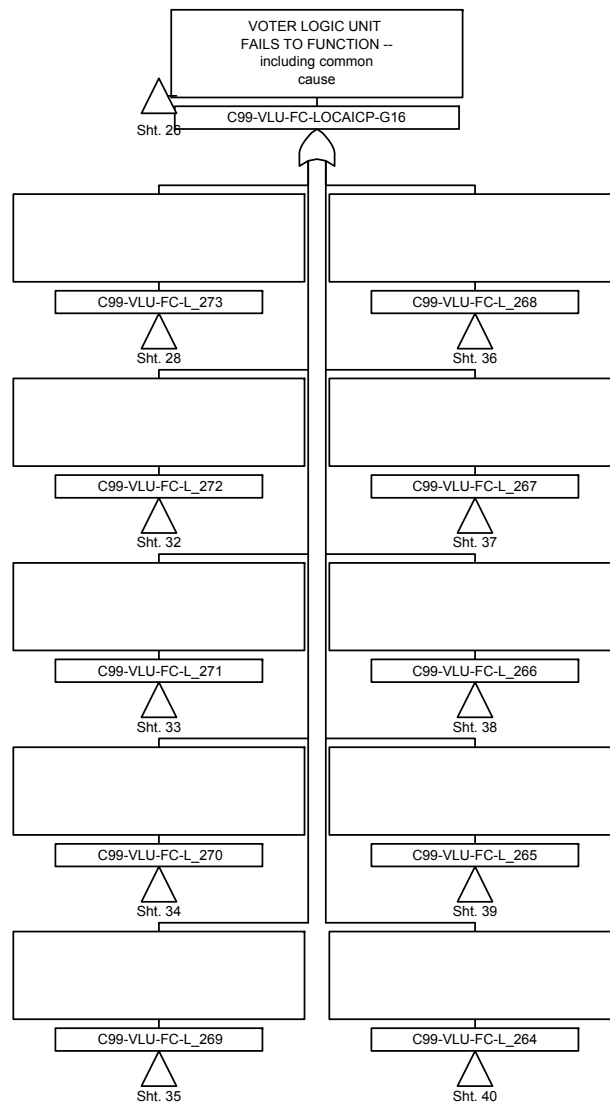 VOTER LOGIC UNIT
FAILS TO FUNCTION --
including common
cause
C99-VLU-FC-LOCAICP-G16
Sht. 26
C99-VLU-FC-L_273
Sht. 28
C99-VLU-FC-L_268
Sht. 36
C99-VLU-FC-L_272
Sht. 32
C99-VLU-FC-L_267
Sht. 37
C99-VLU-FC-L_271
Sht. 33
C99-VLU-FC-L_266
Sht. 38
C99-VLU-FC-L_270
Sht. 34
C99-VLU-FC-L_265
Sht. 39
C99-VLU-FC-L_269
Sht. 35
C99-VLU-FC-L_264
Sht. 40